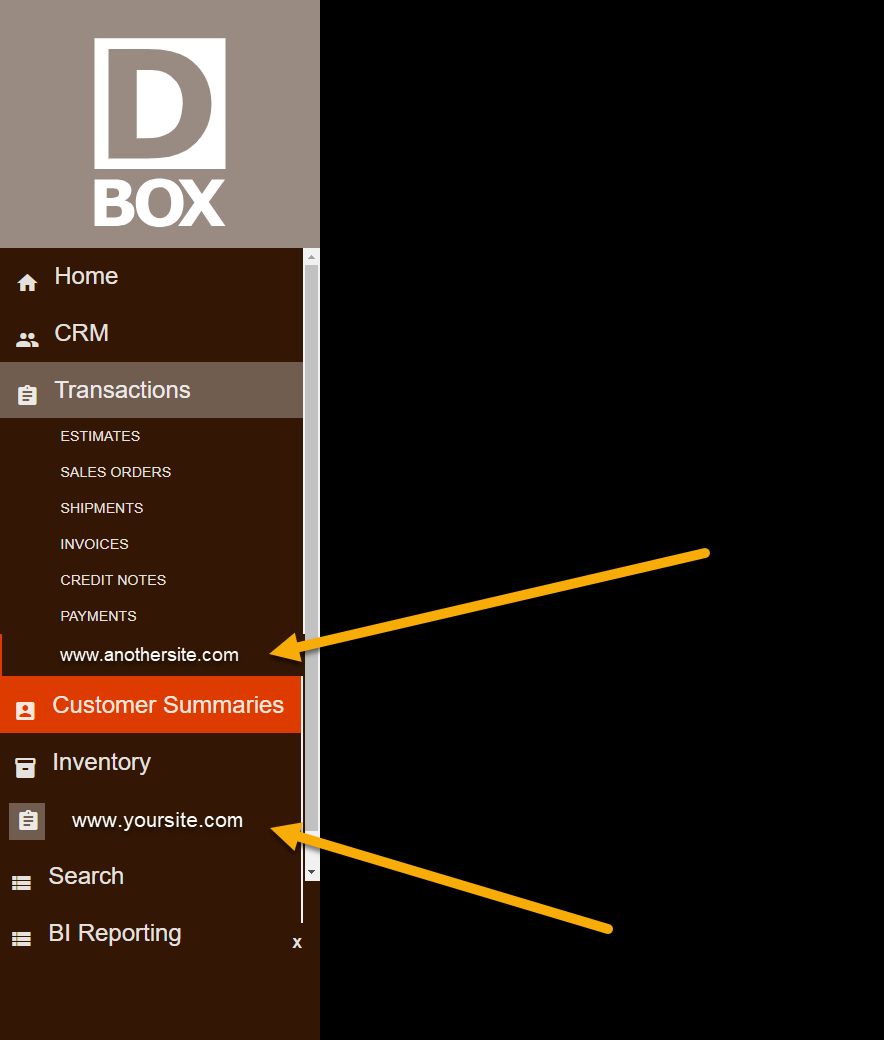 D
BOX
Home
CRM
Transactions
ESTIMATES
SALES ORDERS
SHIPMENTS
INVOICES
CREDIT NOTES
PAYMENTS
www.anothersite.com
Customer Summaries
Inventory
www.yoursite.com
Search
BI Reporting
x